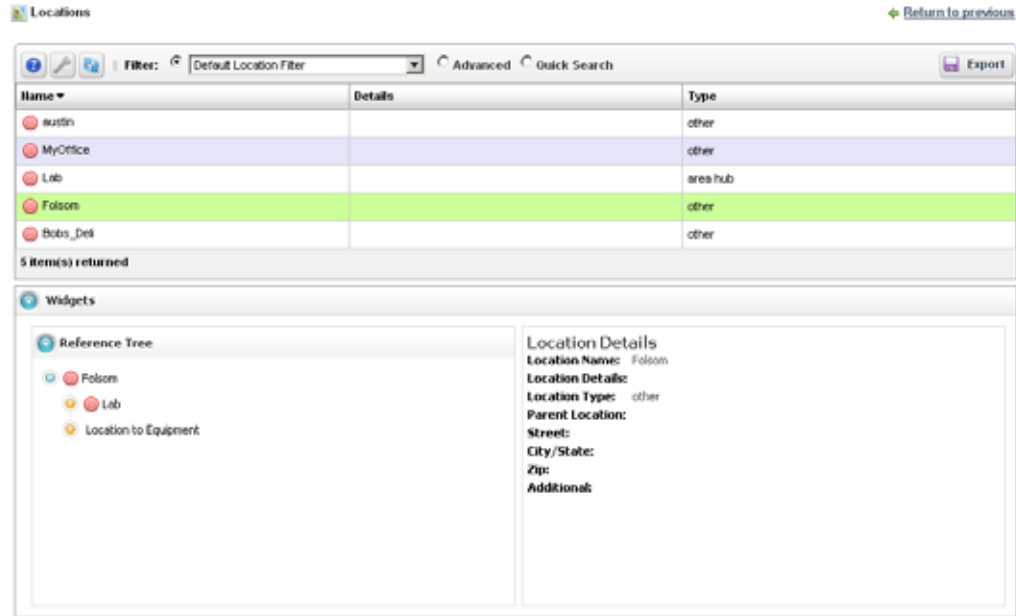 Locations Return to previous
Filter: Default Location Filter Advanced Quick Search Export
Name Details Type
austin other
MyOffice other
Lab area hub
Folsom other
Bobs_Deli other
5 item(s) returned
Widgets
Reference Tree
Folsom
Lab
Location to Equipment
Location Details
Location Name: Folsom
Location Details:
Location Type: other
Parent Location:
Street:
City/State:
Zip:
Additional: